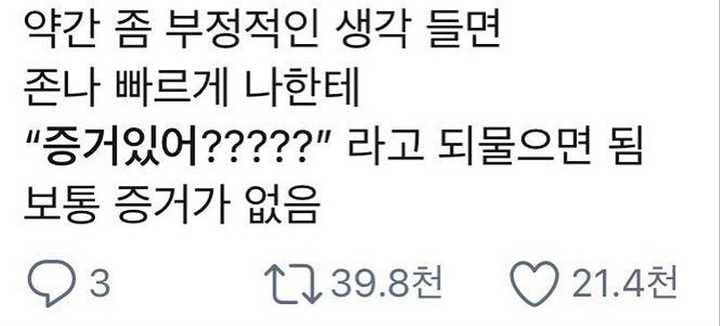 약간 좀 부정적인 생각 들면
존나 빠르게 나한테
“증거있어?????” 라고 되물으면 됨
보통 증거가 없음
3 39.8천 21.4천